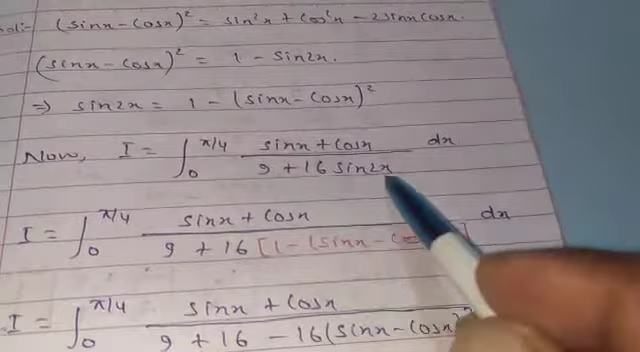 Sol:- (sinx - cosx)² = sin²x + cos²x - 2sinx cosx.
(sinx - cosx)² = 1 - sin2x.
⇒ sin2x = 1 - (sinx - cosx)²
Now, I = ∫₀^π/4 (sinx + cosx)/(9 + 16 sin2x) dx
I = ∫₀^π/4 (sinx + cosx)/(9 + 16 [1 - (sinx - co ]) dx
I = ∫₀^π/4 (sinx + cosx)/(9 + 16 - 16(sinx - cosx)²